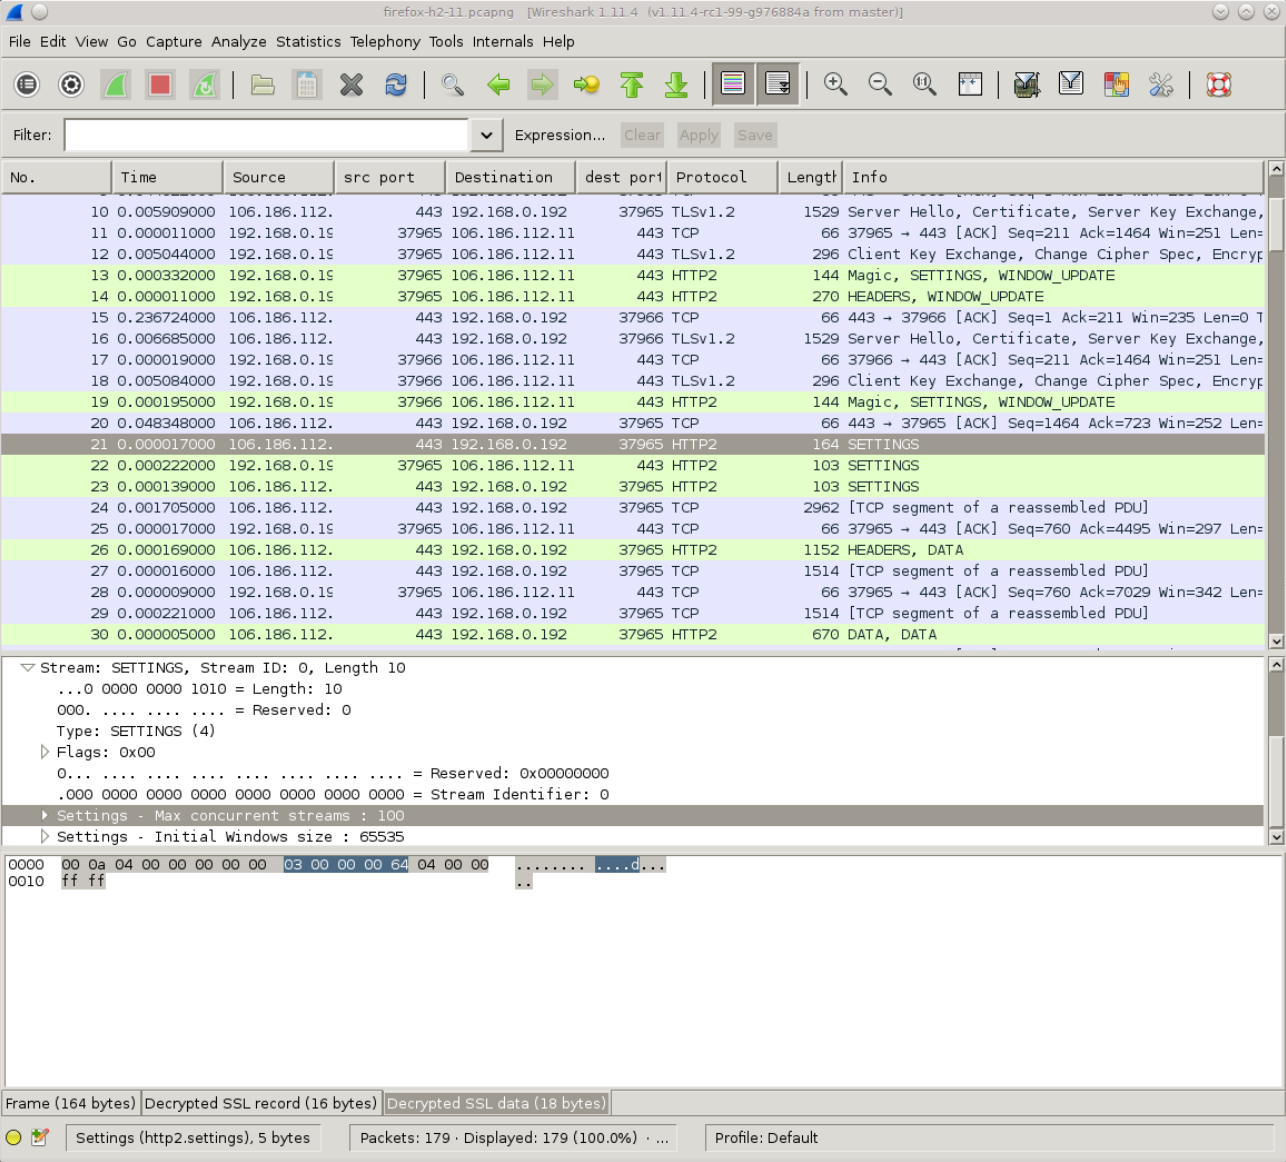 firefox-h2-11.pcapng [Wireshark 1.11.4 (v1.11.4-rc1-99-g976884a from master)]
File Edit View Go Capture Analyze Statistics Telephony Tools Internals Help
Filter: Expression... Clear Apply Save
No. Time Source src port Destination dest port Protocol Length Info
10 0.005909000 106.186.112. 443 192.168.0.192 37965 TLSv1.2 1529 Server Hello, Certificate, Server Key Exchange,
11 0.000011000 192.168.0.19 37965 106.186.112.11 443 TCP 66 37965 → 443 [ACK] Seq=211 Ack=1464 Win=251 Len=
12 0.005044000 192.168.0.19 37965 106.186.112.11 443 TLSv1.2 296 Client Key Exchange, Change Cipher Spec, Encryp
13 0.000332000 192.168.0.19 37965 106.186.112.11 443 HTTP2 144 Magic, SETTINGS, WINDOW_UPDATE
14 0.000011000 192.168.0.19 37965 106.186.112.11 443 HTTP2 270 HEADERS, WINDOW_UPDATE
15 0.236724000 106.186.112. 443 192.168.0.192 37966 TCP 66 443 → 37966 [ACK] Seq=1 Ack=211 Win=235 Len=0 T
16 0.006685000 106.186.112. 443 192.168.0.192 37966 TLSv1.2 1529 Server Hello, Certificate, Server Key Exchange,
17 0.000019000 192.168.0.19 37966 106.186.112.11 443 TCP 66 37966 → 443 [ACK] Seq=211 Ack=1464 Win=251 Len=
18 0.005084000 192.168.0.19 37966 106.186.112.11 443 TLSv1.2 296 Client Key Exchange, Change Cipher Spec, Encryp
19 0.000195000 192.168.0.19 37966 106.186.112.11 443 HTTP2 144 Magic, SETTINGS, WINDOW_UPDATE
20 0.048348000 106.186.112. 443 192.168.0.192 37965 TCP 66 443 → 37965 [ACK] Seq=1464 Ack=723 Win=252 Len=
21 0.000017000 106.186.112. 443 192.168.0.192 37965 HTTP2 164 SETTINGS
22 0.000222000 192.168.0.19 37965 106.186.112.11 443 HTTP2 103 SETTINGS
23 0.000139000 106.186.112. 443 192.168.0.192 37965 HTTP2 103 SETTINGS
24 0.001705000 106.186.112. 443 192.168.0.192 37965 TCP 2962 [TCP segment of a reassembled PDU]
25 0.000017000 192.168.0.19 37965 106.186.112.11 443 TCP 66 37965 → 443 [ACK] Seq=760 Ack=4495 Win=297 Len=
26 0.000169000 106.186.112. 443 192.168.0.192 37965 HTTP2 1152 HEADERS, DATA
27 0.000016000 106.186.112. 443 192.168.0.192 37965 TCP 1514 [TCP segment of a reassembled PDU]
28 0.000009000 192.168.0.19 37965 106.186.112.11 443 TCP 66 37965 → 443 [ACK] Seq=760 Ack=7029 Win=342 Len=
29 0.000221000 106.186.112. 443 192.168.0.192 37965 TCP 1514 [TCP segment of a reassembled PDU]
30 0.000005000 106.186.112. 443 192.168.0.192 37965 HTTP2 670 DATA, DATA
Stream: SETTINGS, Stream ID: 0, Length 10
...0 0000 0000 1010 = Length: 10
000. .... .... .... = Reserved: 0
Type: SETTINGS (4)
Flags: 0x00
0... .... .... .... .... .... .... .... = Reserved: 0x00000000
.000 0000 0000 0000 0000 0000 0000 0000 = Stream Identifier: 0
Settings - Max concurrent streams : 100
Settings - Initial Windows size : 65535
0000 00 0a 04 00 00 00 00 00 03 00 00 00 64 04 00 00 ........ ....d...
0010 ff ff ..
Frame (164 bytes) Decrypted SSL record (16 bytes) Decrypted SSL data (18 bytes)
Settings (http2.settings), 5 bytes Packets: 179 · Displayed: 179 (100.0%) · ... Profile: Default